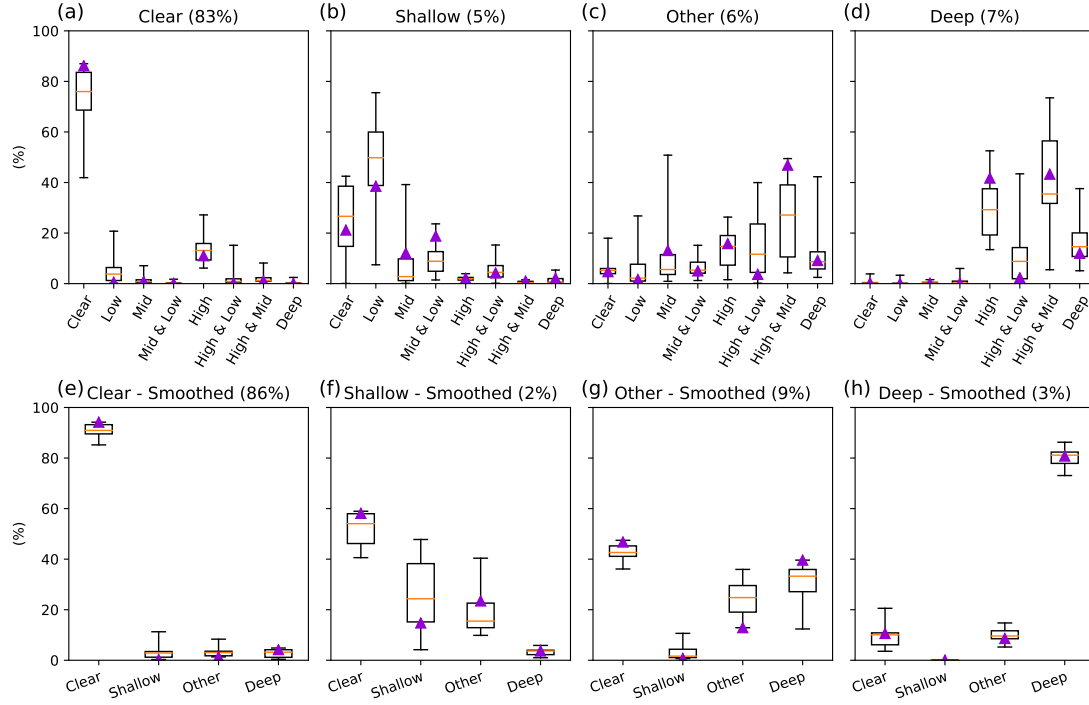 (a) Clear (83%)
(b) Shallow (5%)
(c) Other (6%)
(d) Deep (7%)
100
80
60
40
20
0
(%)
Clear
Low
Mid
Mid & Low
High
High & Low
High & Mid
Deep
Clear
Low
Mid
Mid & Low
High
High & Low
High & Mid
Deep
Clear
Low
Mid
Mid & Low
High
High & Low
High & Mid
Deep
Clear
Low
Mid
Mid & Low
High
High & Low
High & Mid
Deep
(e) Clear - Smoothed (86%)
(f) Shallow - Smoothed (2%)
(g) Other - Smoothed (9%)
(h) Deep - Smoothed (3%)
100
80
60
40
20
0
(%)
Clear
Shallow
Other
Deep
Clear
Shallow
Other
Deep
Clear
Shallow
Other
Deep
Clear
Shallow
Other
Deep